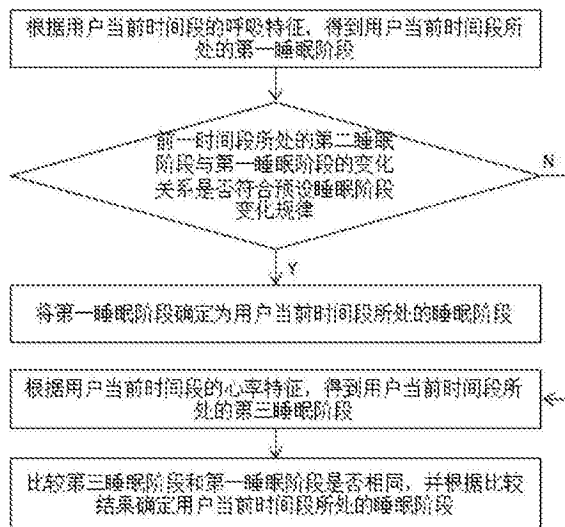 根据用户当前时间段的呼吸特征，得到用户当前时间段所
处的第一睡眠阶段
前一时间段所处的第二睡眠
阶段与第一睡眠阶段的变化
关系是否符合预设睡眠阶段
变化规律
N
Y
将第一睡眠阶段确定为用户当前时间段所处的睡眠阶段
根据用户当前时间段的心率特征，得到用户当前时间段所
处的第三睡眠阶段
比较第三睡眠阶段和第一睡眠阶段是否相同，并根据比较
结果确定用户当前时间段所处的睡眠阶段